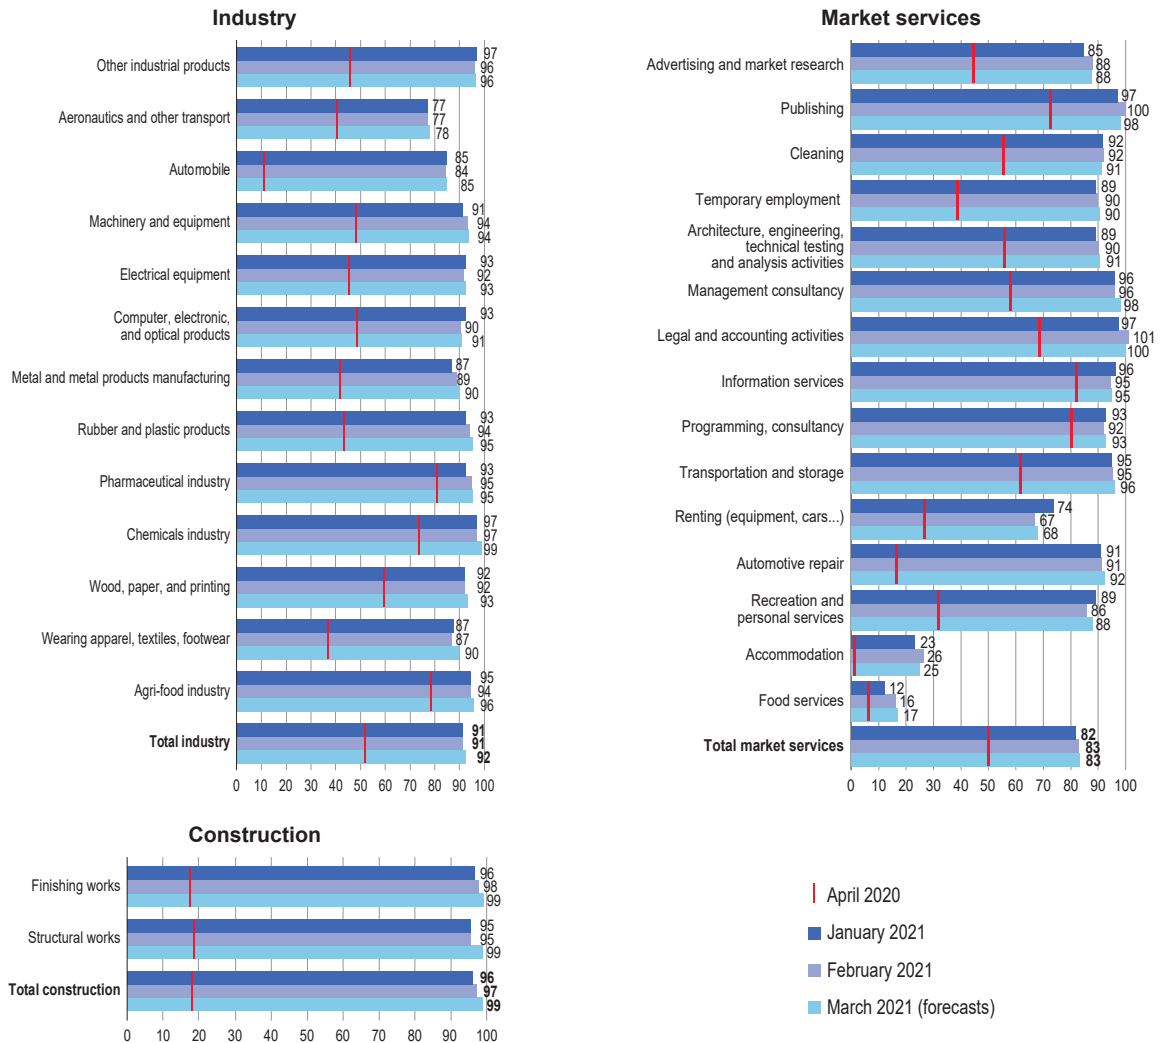 Industry
Other industrial products
97
96
96
Aeronautics and other transport
77
77
78
Automobile
85
84
85
Machinery and equipment
91
94
94
Electrical equipment
93
92
93
Computer, electronic,
and optical products
93
90
91
Metal and metal products manufacturing
87
89
90
Rubber and plastic products
93
94
95
Pharmaceutical industry
93
95
95
Chemicals industry
97
97
99
Wood, paper, and printing
92
92
93
Wearing apparel, textiles, footwear
87
87
90
Agri-food industry
95
94
96
Total industry
91
91
92
0 10 20 30 40 50 60 70 80 90 100
Market services
Advertising and market research
85
88
88
Publishing
97
100
98
Cleaning
92
92
91
Temporary employment
89
90
90
Architecture, engineering,
technical testing
and analysis activities
89
90
91
Management consultancy
96
96
98
Legal and accounting activities
97
101
100
Information services
96
95
95
Programming, consultancy
93
92
93
Transportation and storage
95
95
96
Renting (equipment, cars...)
74
67
68
Automotive repair
91
91
92
Recreation and
personal services
89
86
88
Accommodation
23
26
25
Food services
12
16
17
Total market services
82
83
83
0 10 20 30 40 50 60 70 80 90 100
Construction
0 10 20 30 40 50 60 70 80 90 100
Finishing works
96
98
99
Structural works
95
95
99
Total construction
96
97
99
0 10 20 30 40 50 60 70 80 90 100
April 2020
January 2021
February 2021
March 2021 (forecasts)